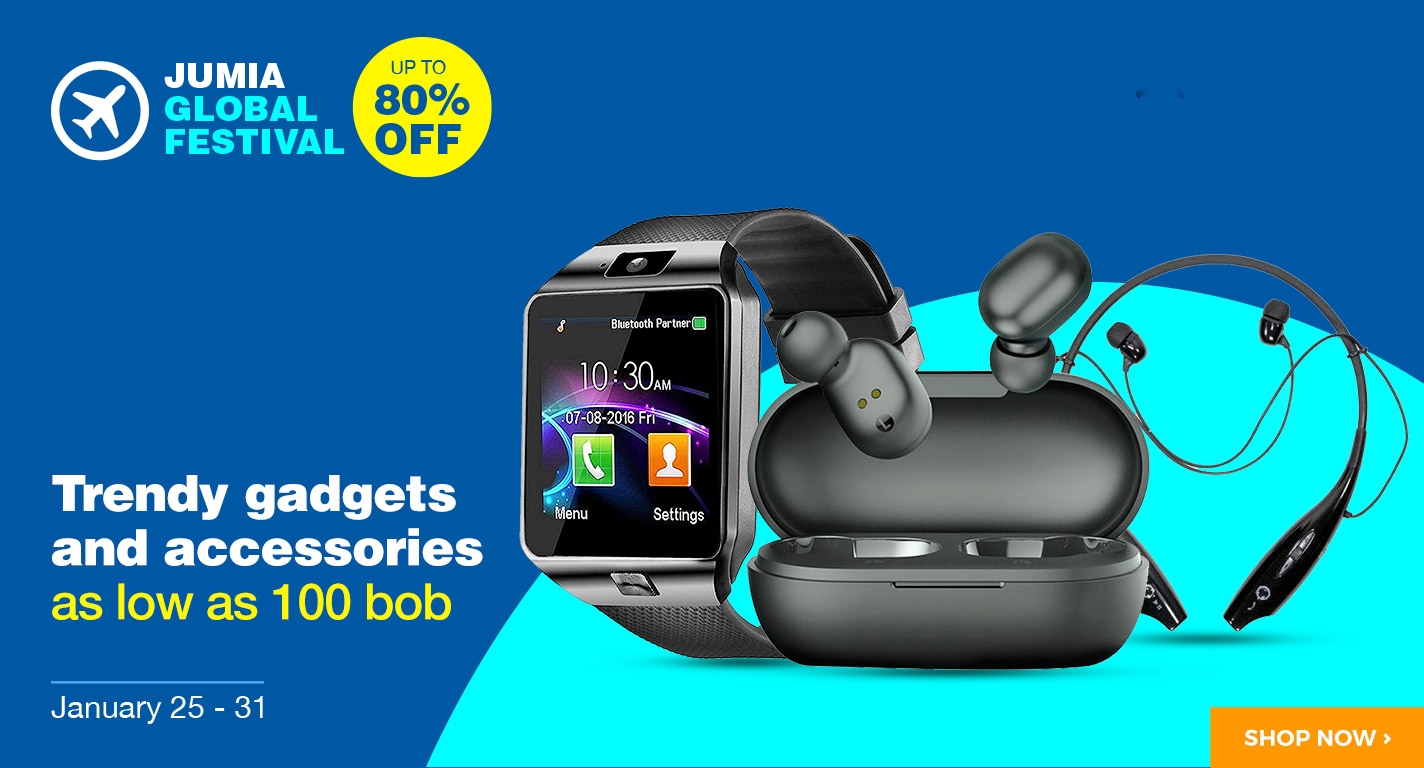 JUMIA
GLOBAL
FESTIVAL
UP TO
80%
OFF
Bluetooth Partner
10:30AM
07-08-2016 Fri
Menu
Settings
L
Trendy gadgets
and accessories
as low as 100 bob
January 25 - 31
SHOP NOW ›